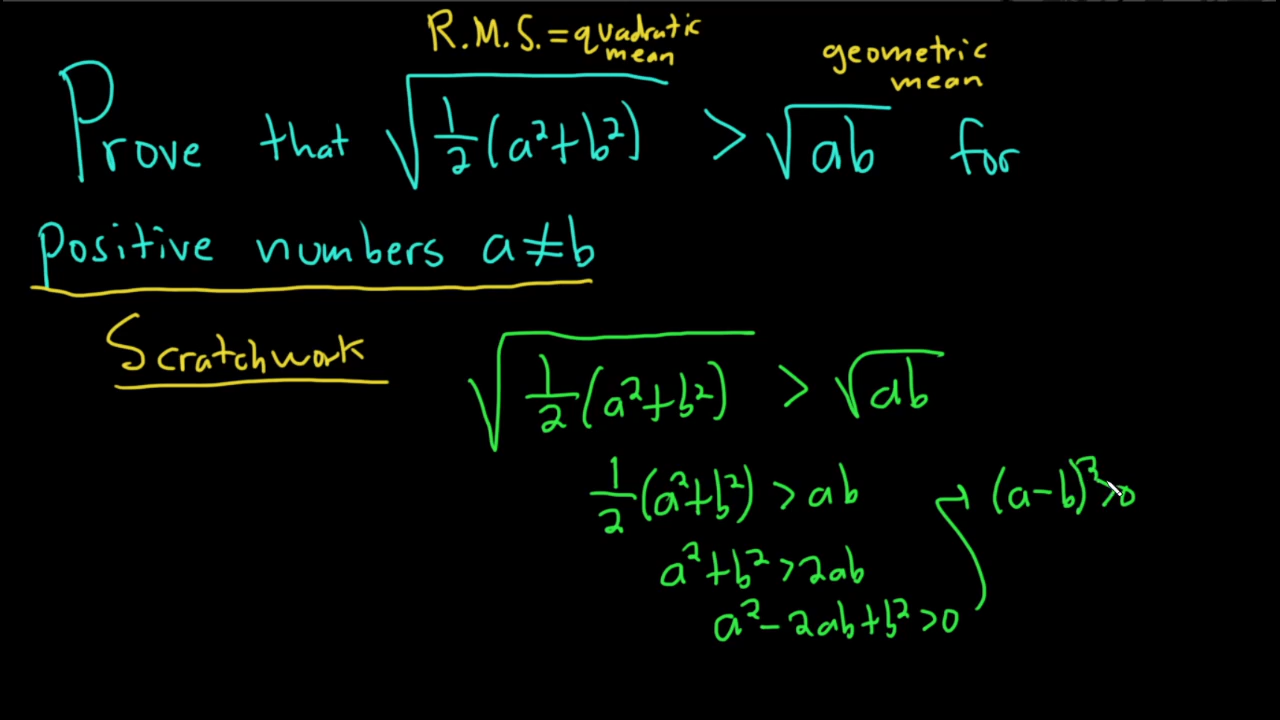 R.M.S. = quadratic mean
geometric mean
Prove that √(½(a²+b²)) > √(ab) for
positive numbers a≠b
Scratchwork
√(½(a²+b²)) > √(ab)
½(a²+b²) > ab
a²+b² > 2ab
a²-2ab+b² > 0
(a-b)² > 0